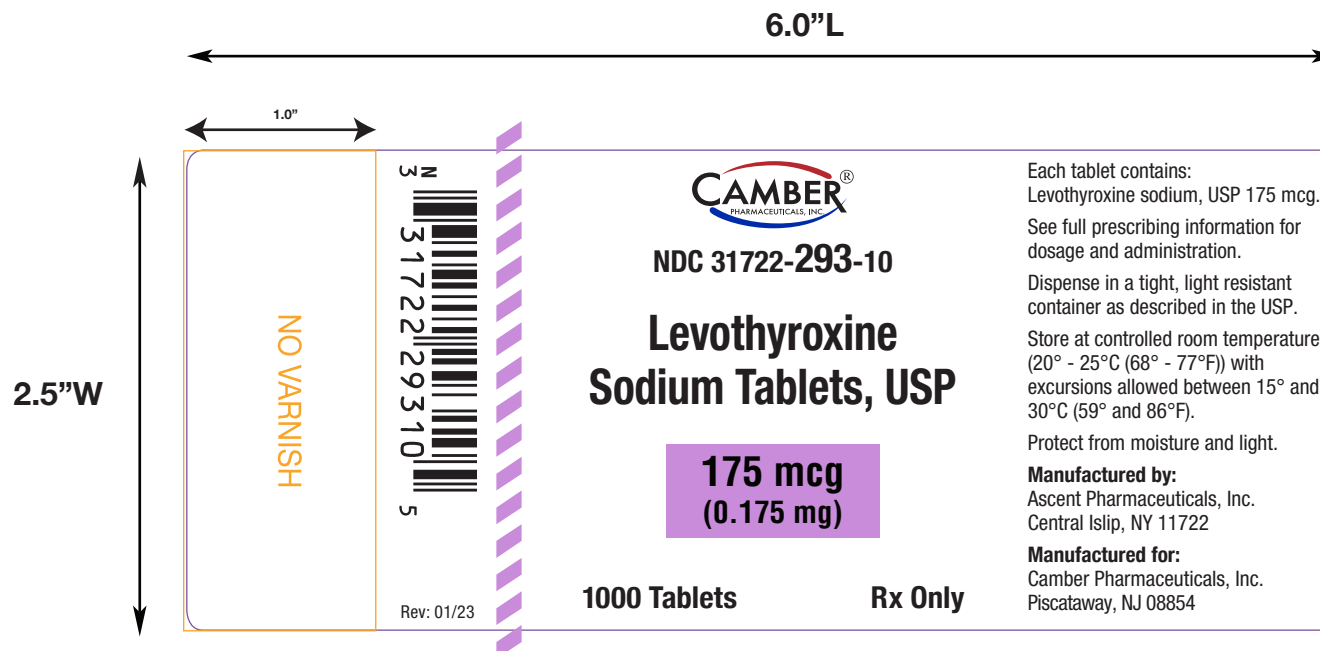 6.0”L
1.0”
2.5”W
NO VARNISH
N
3
31722 29310
5
Rev: 01/23
CAMBER®
PHARMACEUTICALS, INC.
NDC 31722-293-10
Levothyroxine
Sodium Tablets, USP
175 mcg
(0.175 mg)
1000 Tablets Rx Only
Each tablet contains:
Levothyroxine sodium, USP 175 mcg.
See full prescribing information for
dosage and administration.
Dispense in a tight, light resistant
container as described in the USP.
Store at controlled room temperature
(20° - 25°C (68° - 77°F)) with
excursions allowed between 15° and
30°C (59° and 86°F).
Protect from moisture and light.
Manufactured by:
Ascent Pharmaceuticals, Inc.
Central Islip, NY 11722
Manufactured for:
Camber Pharmaceuticals, Inc.
Piscataway, NJ 08854